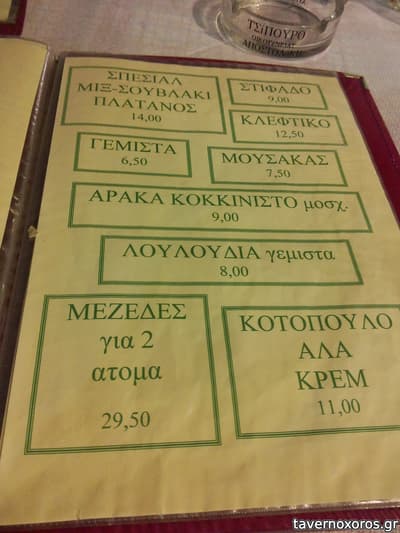 ΤΣΙΠΟΥΡΟ
ΑΠΟΣΤΟΛΑΚΗ
ΣΠΕΣΙΑΛ
ΜΙΞ-ΣΟΥΒΛΑΚΙ
ΠΛΑΤΑΝΟΣ
14,00
ΣΤΙΦΑΔΟ
9,00
ΚΛΕΦΤΙΚΟ
12,50
ΓΕΜΙΣΤΑ
6,50
ΜΟΥΣΑΚΑΣ
7,50
ΑΡΑΚΑ ΚΟΚΚΙΝΙΣΤΟ μοσχ.
9,00
ΛΟΥΛΟΥΔΙΑ γεμιστα
8,00
ΜΕΖΕΔΕΣ
για 2
ατομα
29,50
ΚΟΤΟΠΟΥΛΟ
ΑΛΑ
ΚΡΕΜ
11,00
tavernoxoros.gr